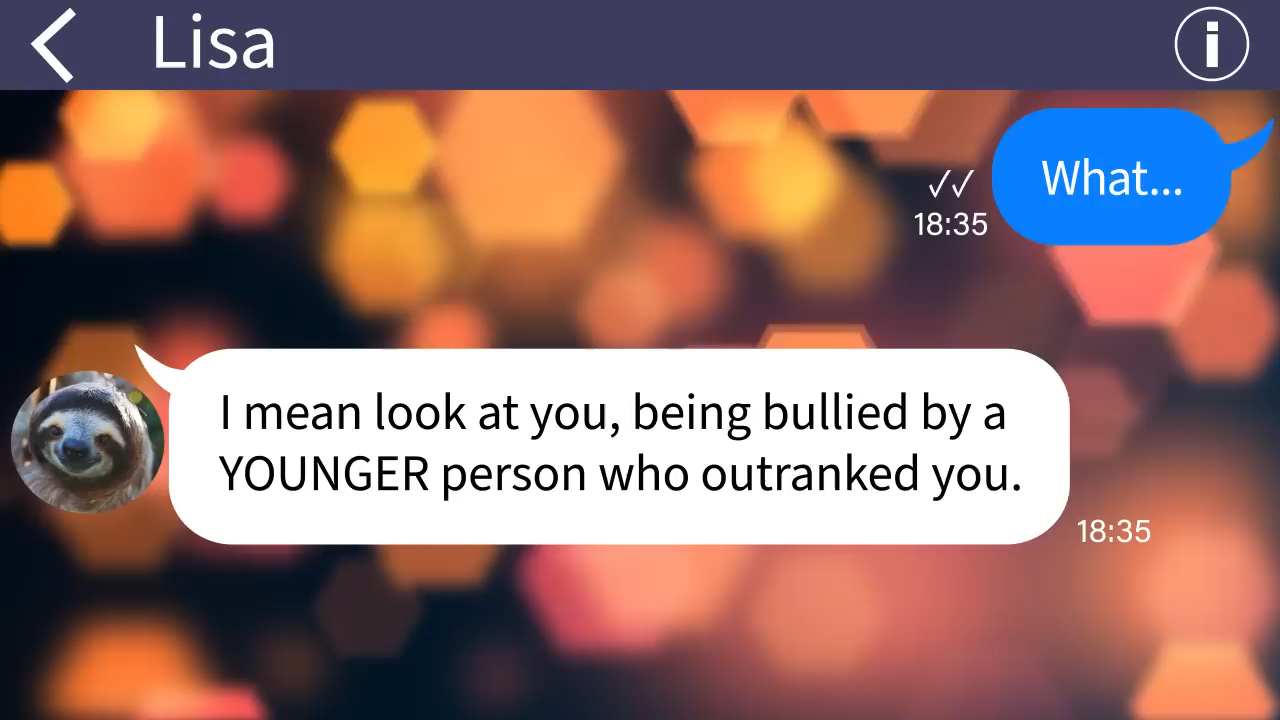 Lisa
What...
✓✓
18:35
I mean look at you, being bullied by a
YOUNGER person who outranked you.
18:35